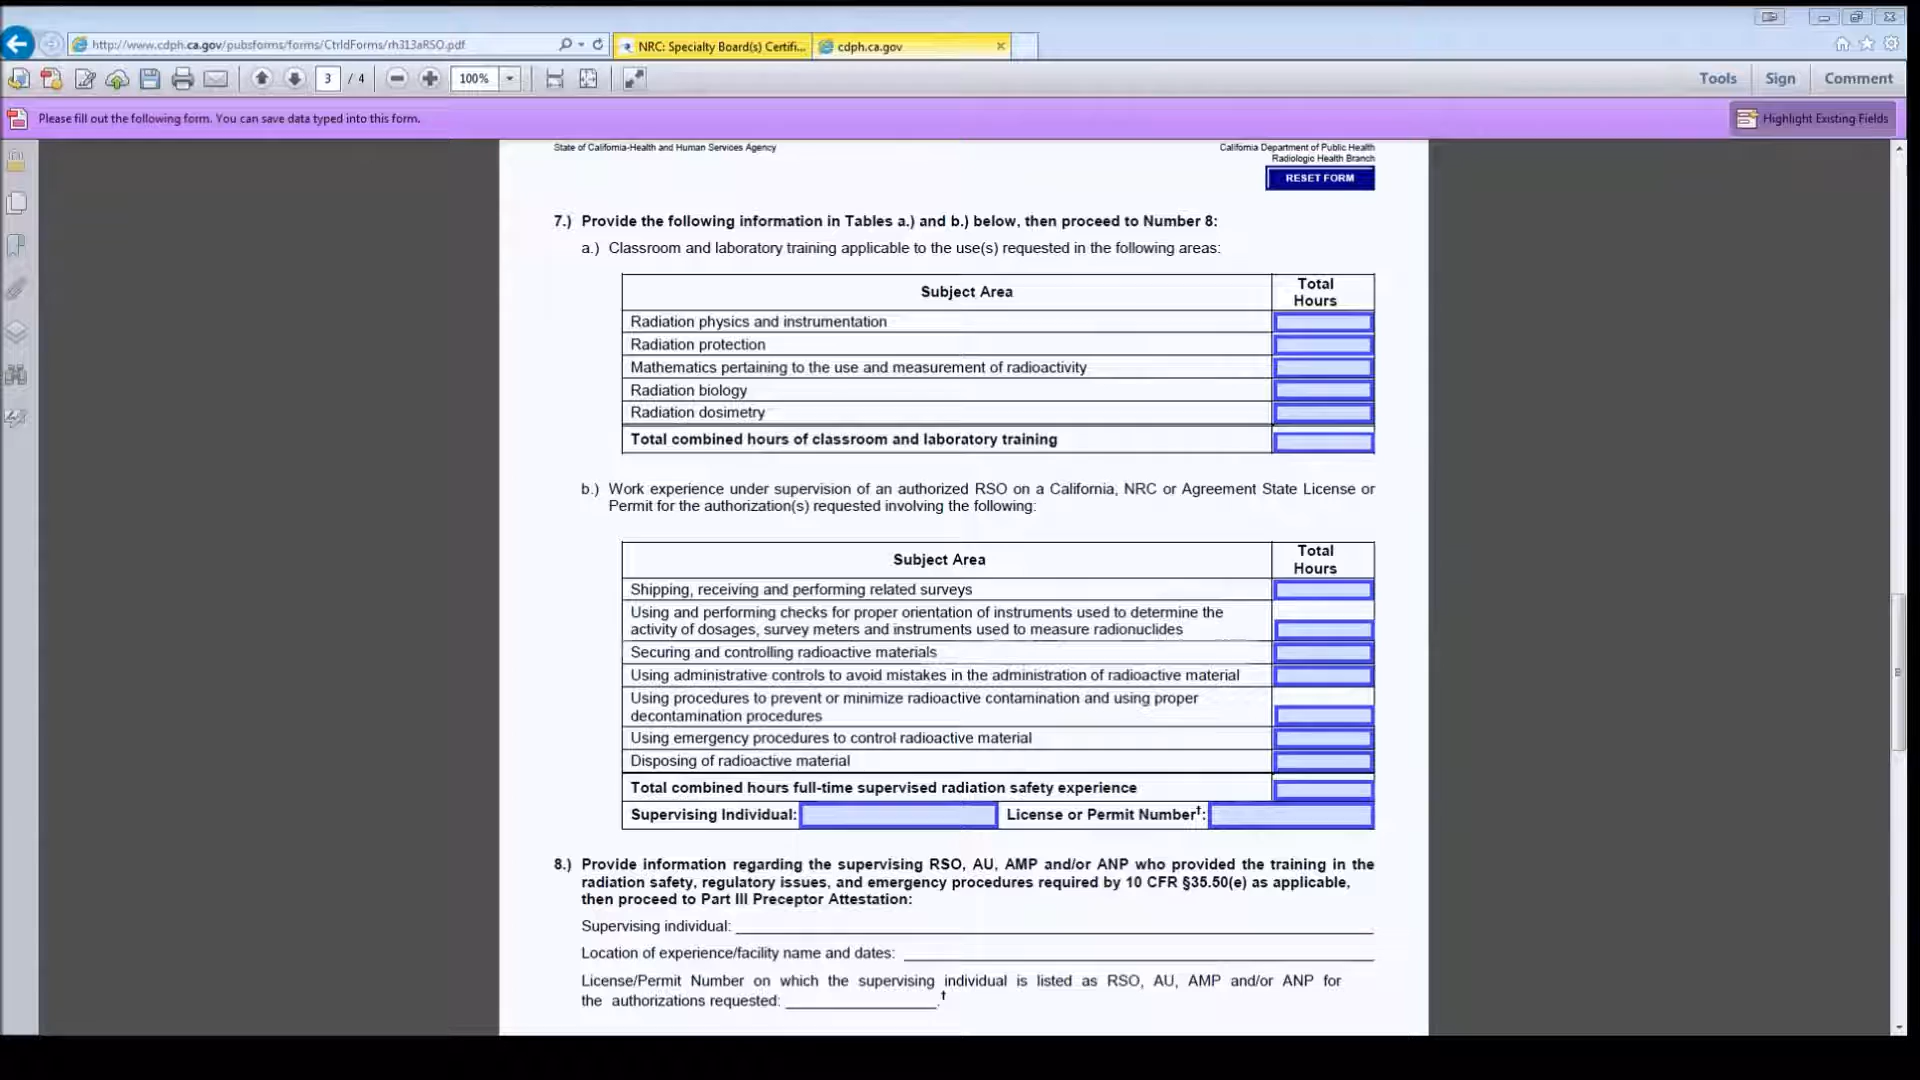 http://www.cdph.ca.gov/pubsforms/forms/CtrldForms/rh313aRSO.pdf
NRC: Specialty Board(s) Certifi...
cdph.ca.gov
3 / 4
100%
Tools
Sign
Comment
Please fill out the following form. You can save data typed into this form.
Highlight Existing Fields
State of California-Health and Human Services Agency
California Department of Public Health
Radiologic Health Branch
RESET FORM
7.) Provide the following information in Tables a.) and b.) below, then proceed to Number 8:
a.) Classroom and laboratory training applicable to the use(s) requested in the following areas:
Subject Area
Total
Hours
Radiation physics and instrumentation
Radiation protection
Mathematics pertaining to the use and measurement of radioactivity
Radiation biology
Radiation dosimetry
Total combined hours of classroom and laboratory training
b.) Work experience under supervision of an authorized RSO on a California, NRC or Agreement State License or
Permit for the authorization(s) requested involving the following:
Subject Area
Total
Hours
Shipping, receiving and performing related surveys
Using and performing checks for proper orientation of instruments used to determine the
activity of dosages, survey meters and instruments used to measure radionuclides
Securing and controlling radioactive materials
Using administrative controls to avoid mistakes in the administration of radioactive material
Using procedures to prevent or minimize radioactive contamination and using proper
decontamination procedures
Using emergency procedures to control radioactive material
Disposing of radioactive material
Total combined hours full-time supervised radiation safety experience
Supervising Individual: License or Permit Number†:
8.) Provide information regarding the supervising RSO, AU, AMP and/or ANP who provided the training in the
radiation safety, regulatory issues, and emergency procedures required by 10 CFR §35.50(e) as applicable,
then proceed to Part III Preceptor Attestation:
Supervising individual:
Location of experience/facility name and dates:
License/Permit Number on which the supervising individual is listed as RSO, AU, AMP and/or ANP for
the authorizations requested: .†